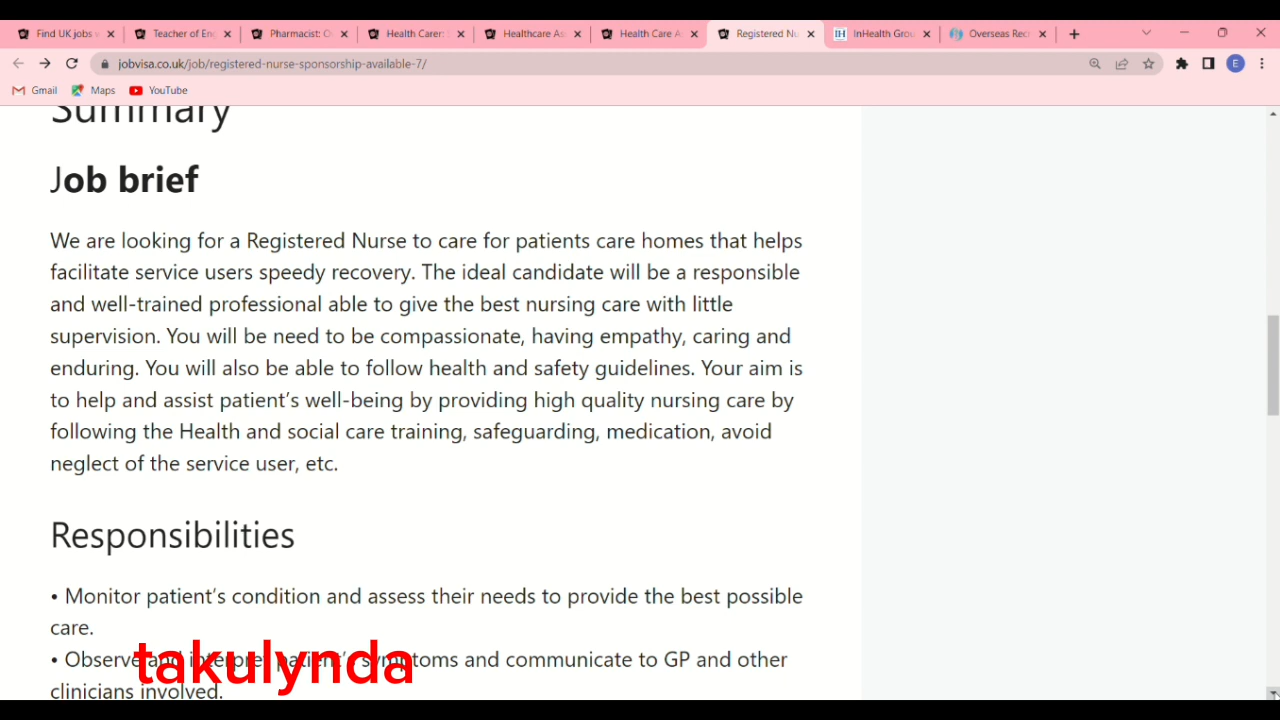 Find UK jobs
Teacher of En
Pharmacist: O
Health Carer:
Healthcare As
Health Care A
Registered Nu
InHealth Grou
Overseas Rec
jobvisa.co.uk/job/registered-nurse-sponsorship-available-7/
E
Gmail
Maps
YouTube
Summary
Job brief
We are looking for a Registered Nurse to care for patients care homes that helps
facilitate service users speedy recovery. The ideal candidate will be a responsible
and well-trained professional able to give the best nursing care with little
supervision. You will be need to be compassionate, having empathy, caring and
enduring. You will also be able to follow health and safety guidelines. Your aim is
to help and assist patient’s well-being by providing high quality nursing care by
following the Health and social care training, safeguarding, medication, avoid
neglect of the service user, etc.
Responsibilities
• Monitor patient’s condition and assess their needs to provide the best possible
care.
• Observe and interpret patient’s symptoms and communicate to GP and other
clinicians involved.
takulynda